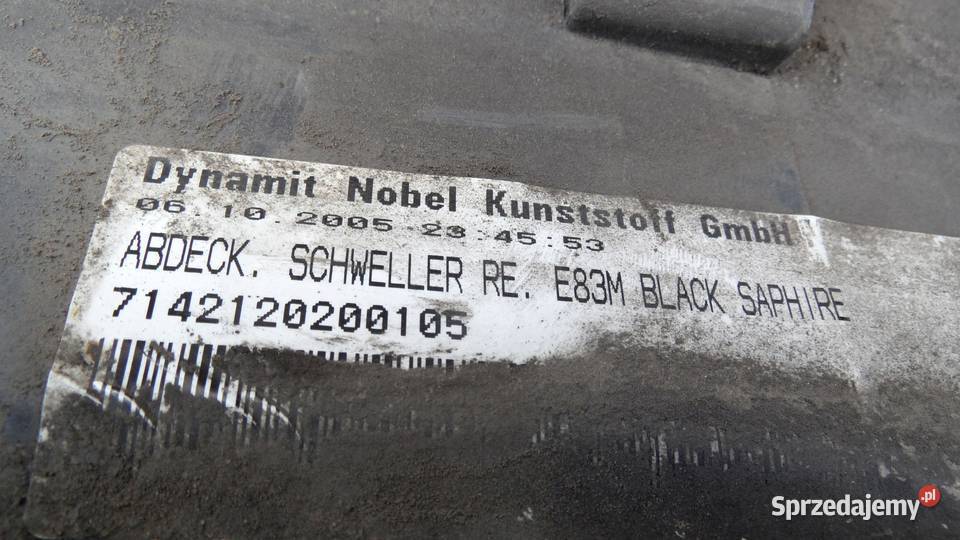 Dynamit Nobel Kunststoff GmbH
06.10.2005 23:45:53
ABDECK. SCHWELLER RE. E83M BLACK SAPHIRE
7142120200105
Sprzedajemy.pl